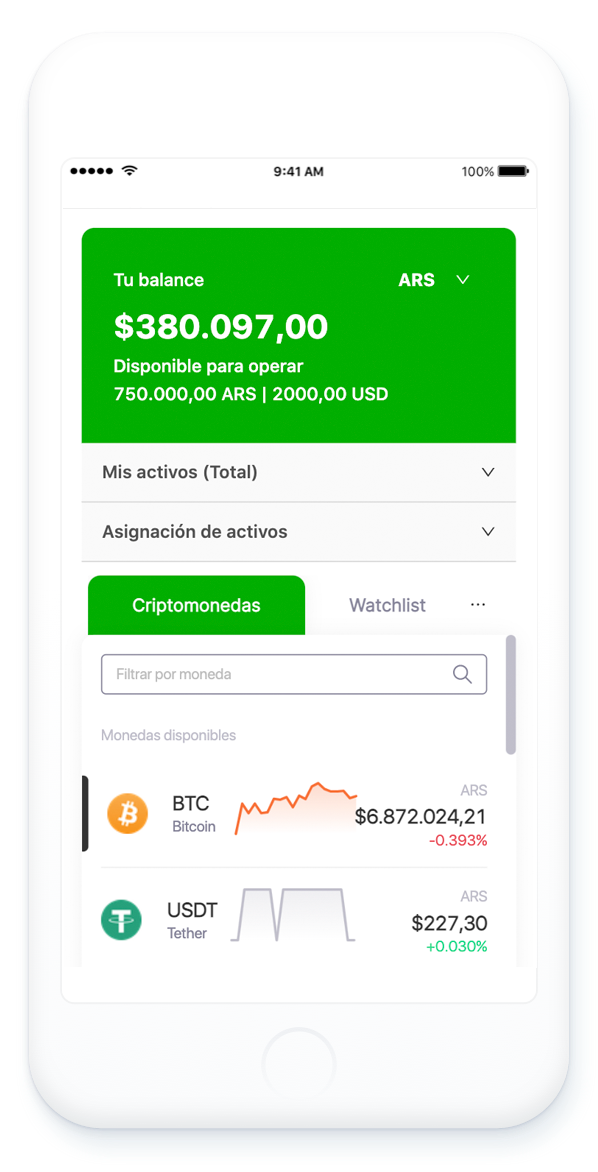 9:41 AM 100%
Tu balance ARS
$380.097,00
Disponible para operar
750.000,00 ARS | 2000,00 USD
Mis activos (Total)
Asignación de activos
Criptomonedas Watchlist ...
Filtrar por moneda
Monedas disponibles
ARS
BTC $6.872.024,21
Bitcoin -0.393%
ARS
USDT $227,30
Tether +0.030%